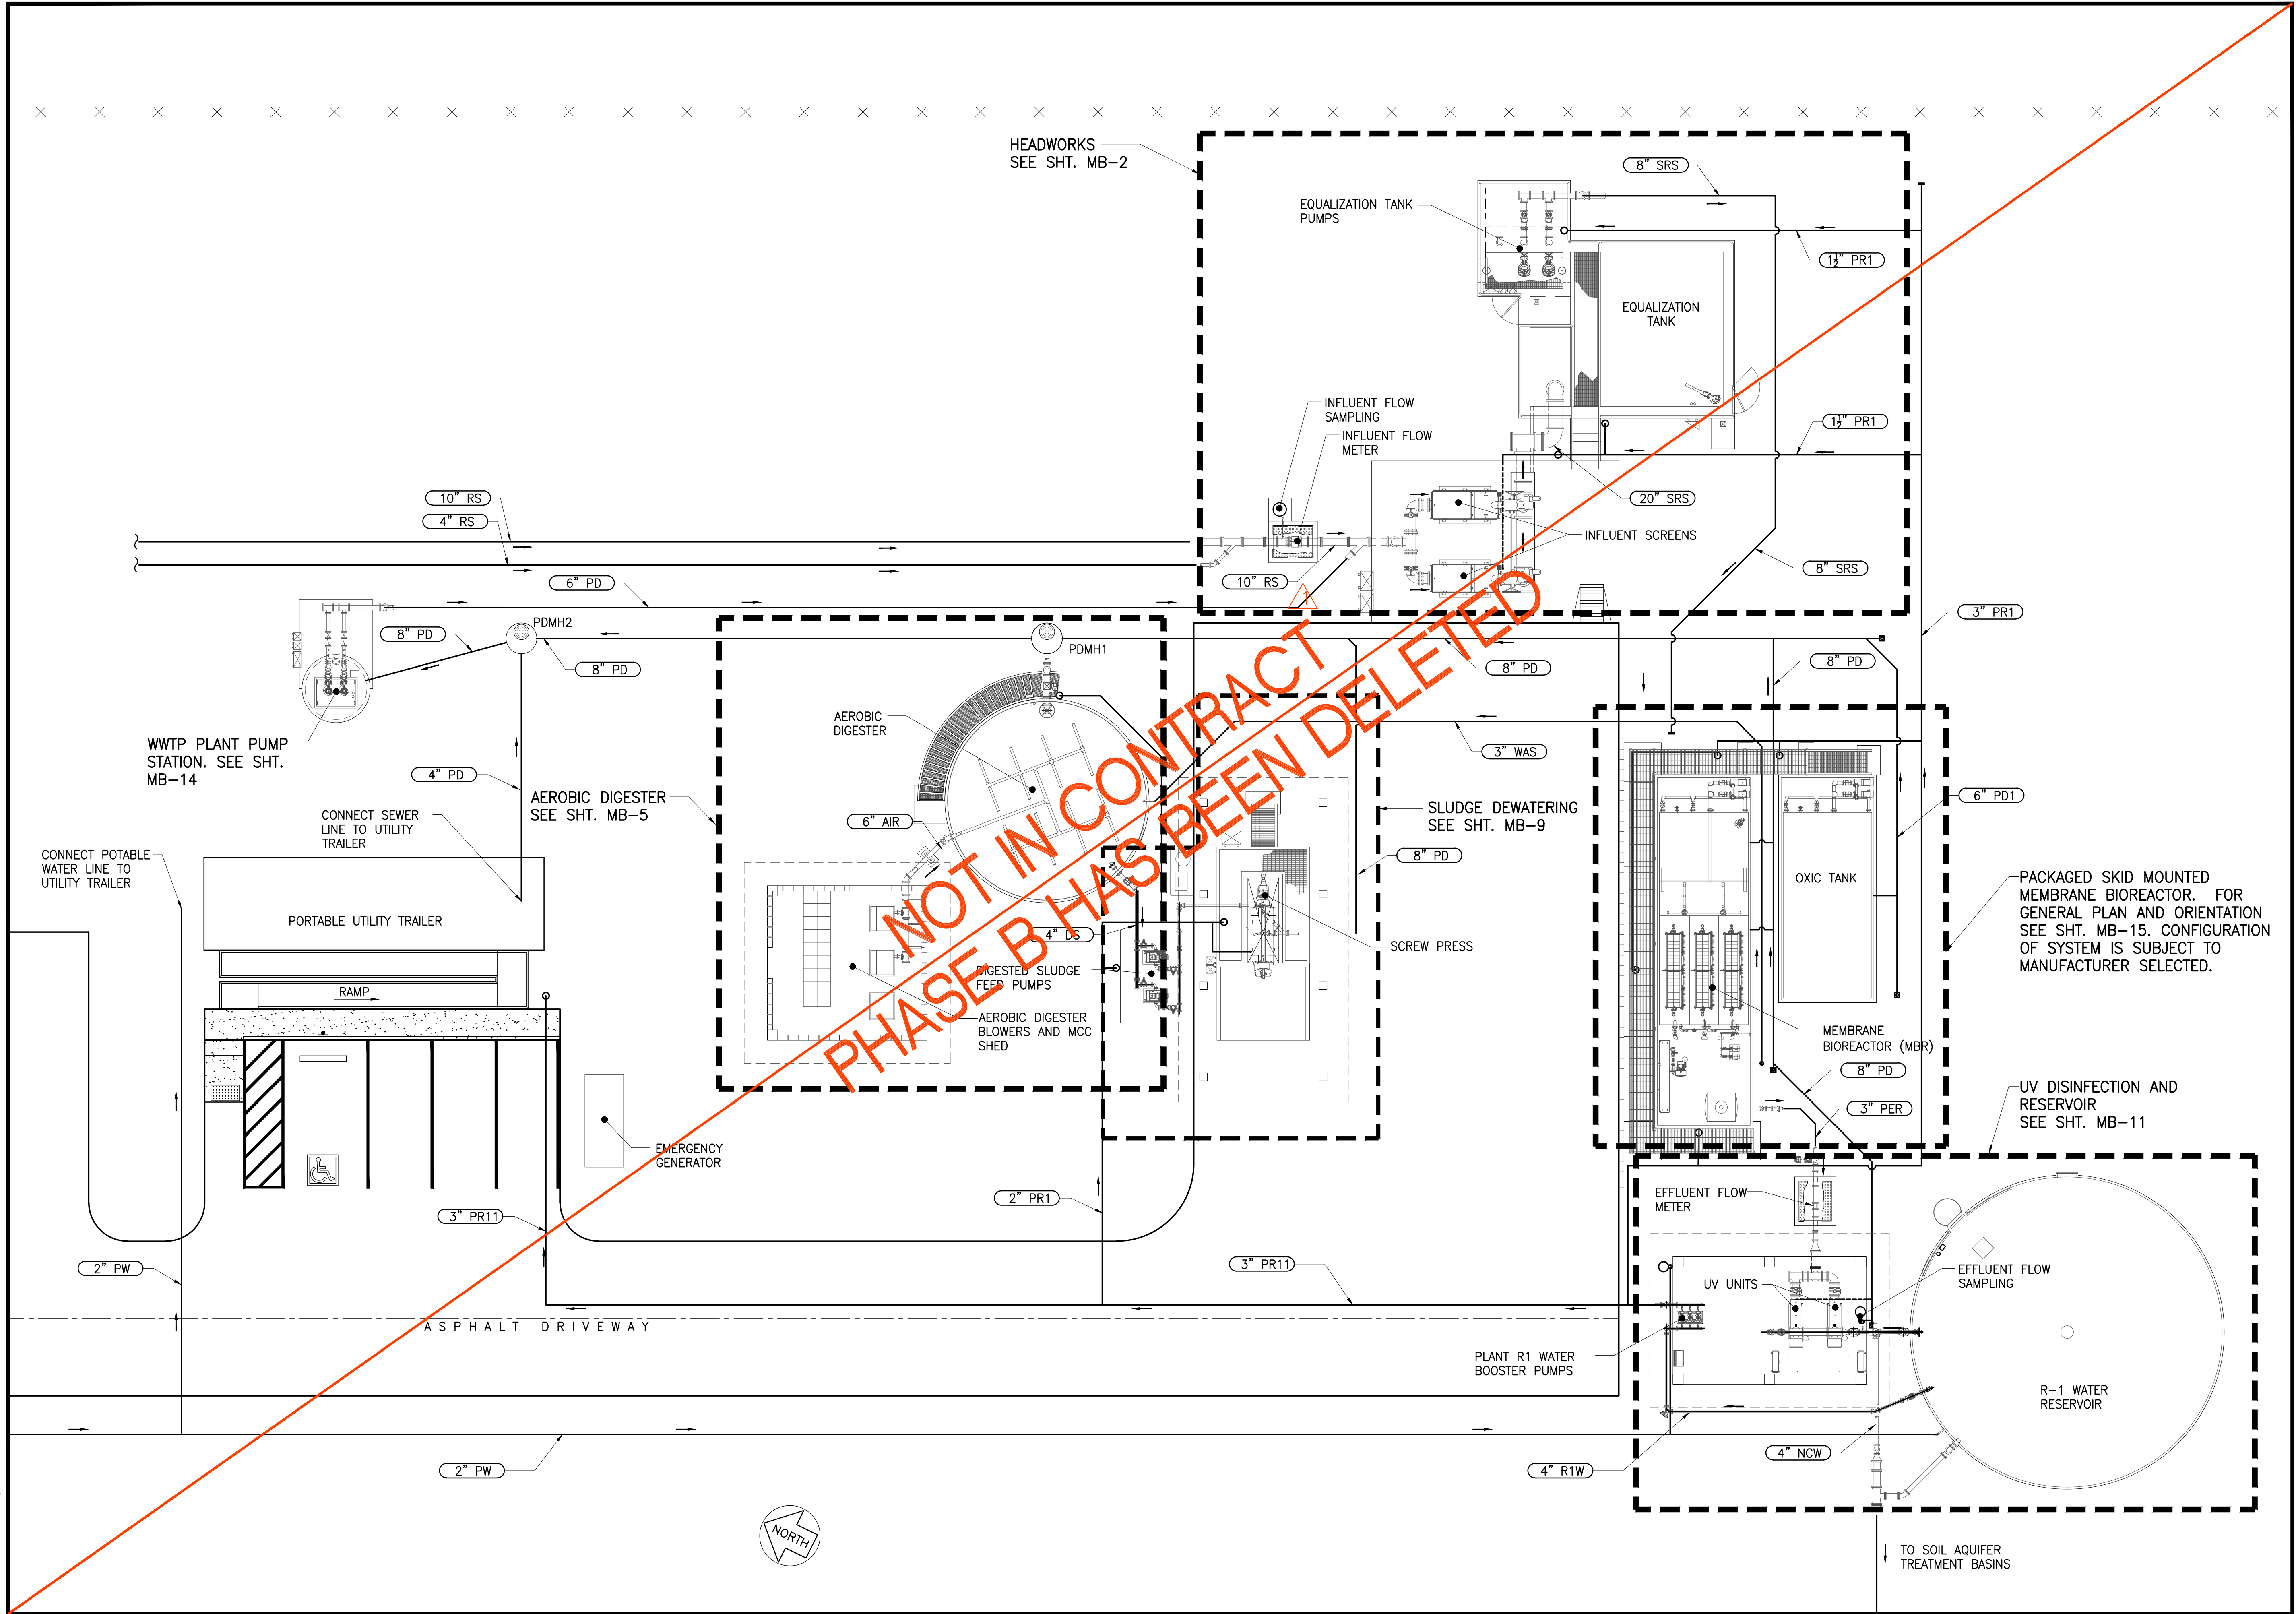 HEADWORKS
SEE SHT. MB-2
8" SRS
EQUALIZATION TANK
PUMPS
1½" PR1
EQUALIZATION
TANK
INFLUENT FLOW
SAMPLING
INFLUENT FLOW
METER
1½" PR1
20" SRS
INFLUENT SCREENS
10" RS
4" RS
10" RS
8" SRS
6" PD
1
3" PR1
PDMH2
8" PD
8" PD
PDMH1
8" PD
8" PD
WWTP PLANT PUMP
STATION. SEE SHT.
MB-14
AEROBIC
DIGESTER
3" WAS
4" PD
AEROBIC DIGESTER
SEE SHT. MB-5
6" AIR
SLUDGE DEWATERING
SEE SHT. MB-9
6" PD1
CONNECT SEWER
LINE TO UTILITY
TRAILER
CONNECT POTABLE
WATER LINE TO
UTILITY TRAILER
8" PD
OXIC TANK
PACKAGED SKID MOUNTED
MEMBRANE BIOREACTOR. FOR
GENERAL PLAN AND ORIENTATION
SEE SHT. MB-15. CONFIGURATION
OF SYSTEM IS SUBJECT TO
MANUFACTURER SELECTED.
PORTABLE UTILITY TRAILER
4" DS
SCREW PRESS
NOT IN CONTRACT
PHASE B HAS BEEN DELETED
DIGESTED SLUDGE
FEED PUMPS
RAMP
AEROBIC DIGESTER
BLOWERS AND MCC
SHED
MEMBRANE
BIOREACTOR (MBR)
8" PD
UV DISINFECTION AND
RESERVOIR
SEE SHT. MB-11
3" PER
EMERGENCY
GENERATOR
2" PR1
EFFLUENT FLOW
METER
3" PR11
2" PW
3" PR11
UV UNITS
EFFLUENT FLOW
SAMPLING
ASPHALT DRIVEWAY
PLANT R1 WATER
BOOSTER PUMPS
R-1 WATER
RESERVOIR
2" PW
4" R1W
4" NCW
NORTH
TO SOIL AQUIFER
TREATMENT BASINS